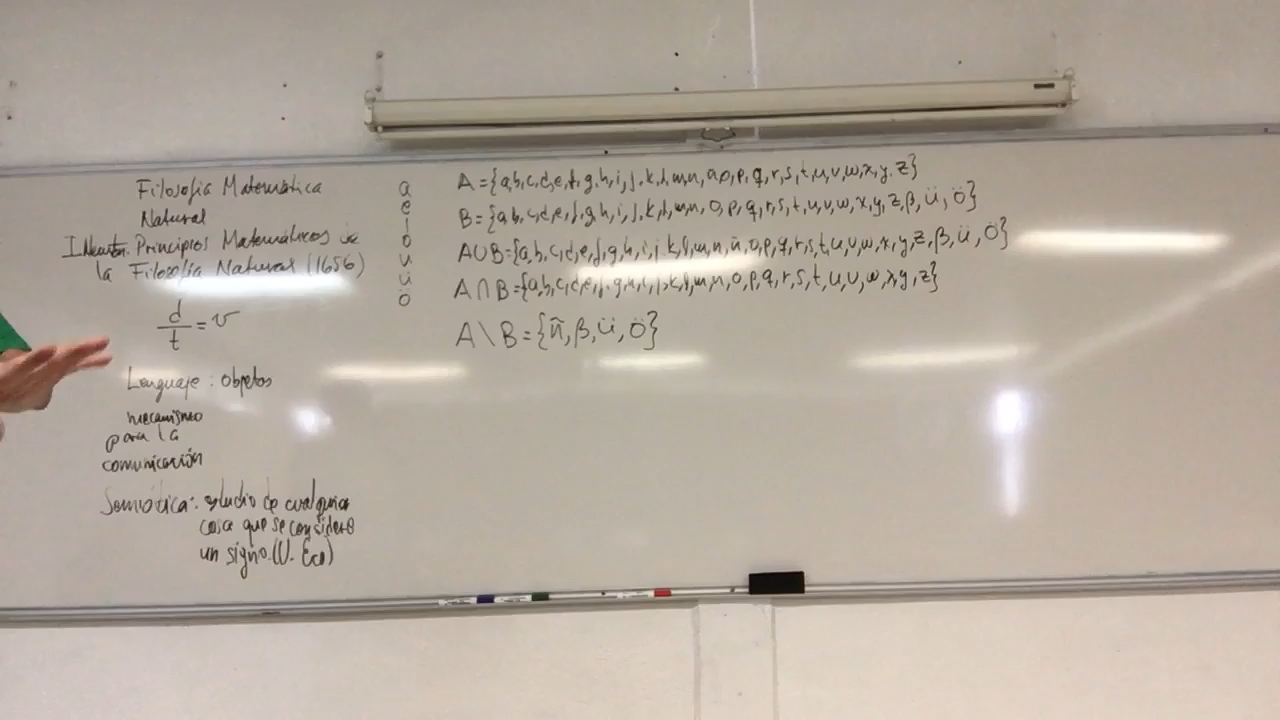 Filosofía Matemática
Natural
I. Newton. Principios Matemáticos de
la Filosofía Natural (1656)
d/t = v
Lenguaje: objetos
mecanismo
para la
comunicación
Semiótica: estudio de cualquier
cosa que se considere
un signo. (U. Eco)
a
e
i
o
u
ü
ö
A = {a,b,c,d,e,f,g,h,i,j,k,l,m,n,ñ,o,p,q,r,s,t,u,v,w,x,y,z}
B = {a,b,c,d,e,f,g,h,i,j,k,l,m,n,o,p,q,r,s,t,u,v,w,x,y,z,β,ü,ö}
A∪B={a,b,c,d,e,f,g,h,i,j,k,l,m,n,ñ,o,p,q,r,s,t,u,v,w,x,y,z,β,ü,ö}
A∩B={a,b,c,d,e,f,g,h,i,j,k,l,m,n,o,p,q,r,s,t,u,v,w,x,y,z}
A\B={ñ,β,ü,ö}